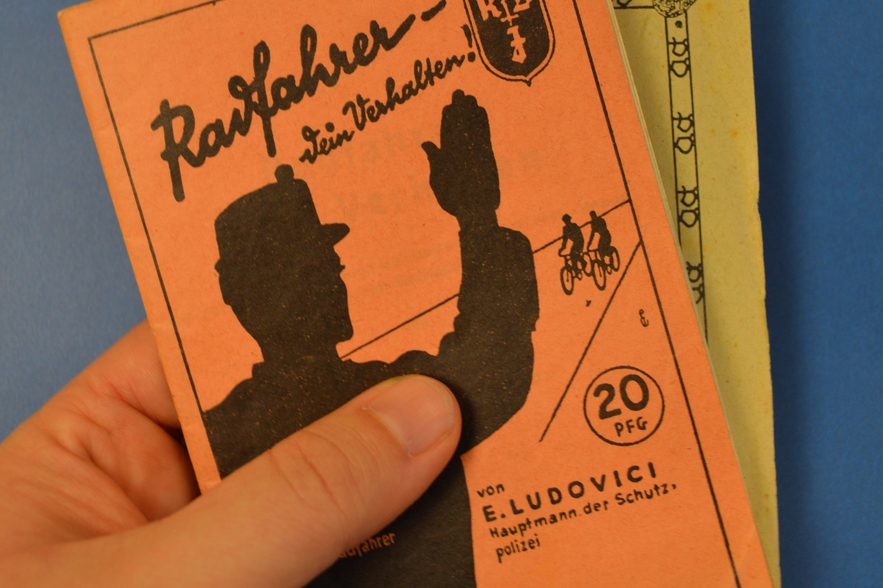 Radfahrer-
dein Verhalten!
20
PFG
von
E. LUDOVICI
Hauptmann der Schutz,
polizei